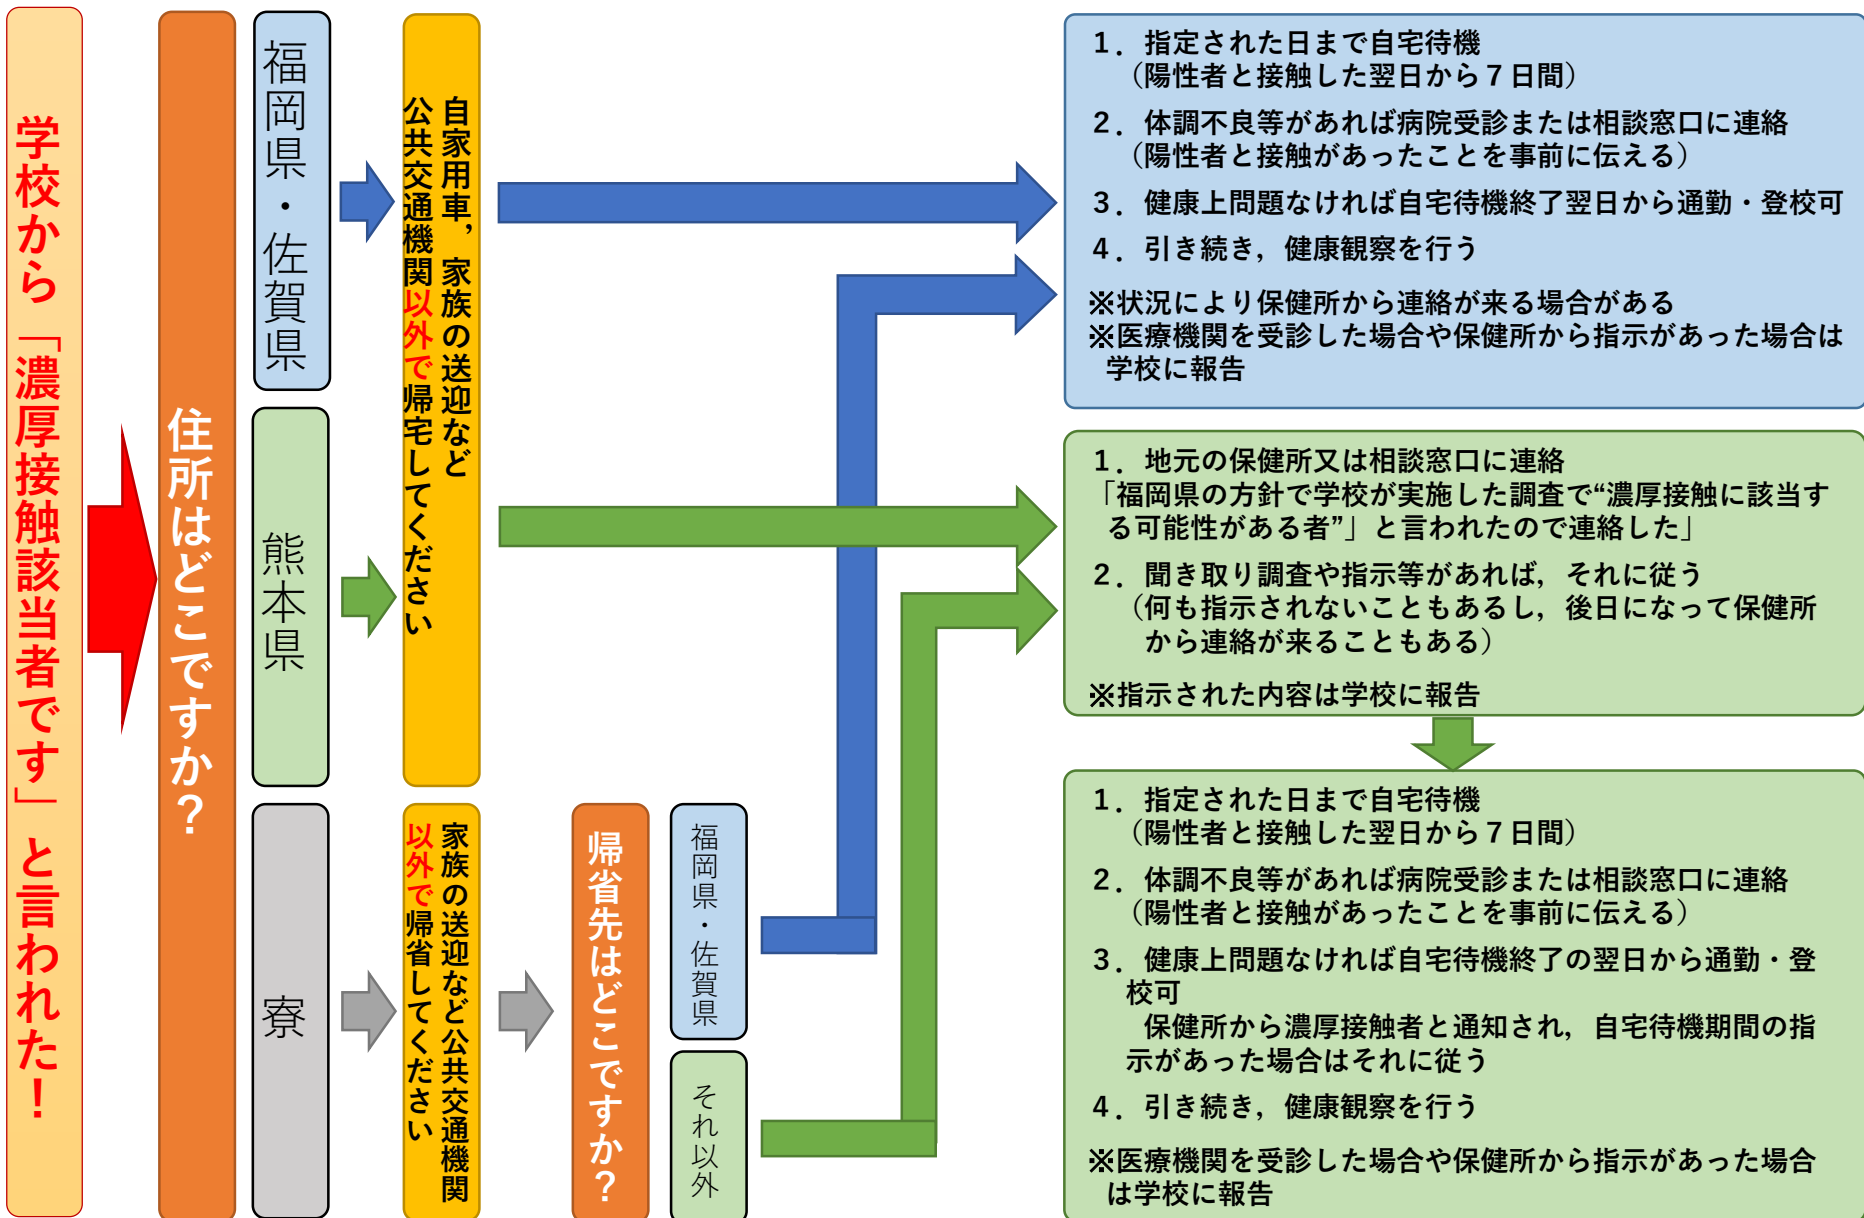 学校から「濃厚接触該当者です」と言われた！
住所はどこですか？
福岡県・佐賀県
熊本県
寮
自家用車，家族の送迎など
公共交通機関以外で帰宅してください
家族の送迎など公共交通機関
以外で帰省してください
帰省先はどこですか？
福岡県・佐賀県
それ以外
１．指定された日まで自宅待機
（陽性者と接触した翌日から７日間）
２．体調不良等があれば病院受診または相談窓口に連絡
（陽性者と接触があったことを事前に伝える）
３．健康上問題なければ自宅待機終了翌日から通勤・登校可
４．引き続き，健康観察を行う
※状況により保健所から連絡が来る場合がある
※医療機関を受診した場合や保健所から指示があった場合は
学校に報告
１．地元の保健所又は相談窓口に連絡
「福岡県の方針で学校が実施した調査で“濃厚接触に該当す
る可能性がある者”」と言われたので連絡した」
２．聞き取り調査や指示等があれば，それに従う
（何も指示されないこともあるし，後日になって保健所
から連絡が来ることもある）
※指示された内容は学校に報告
１．指定された日まで自宅待機
（陽性者と接触した翌日から７日間）
２．体調不良等があれば病院受診または相談窓口に連絡
（陽性者と接触があったことを事前に伝える）
３．健康上問題なければ自宅待機終了の翌日から通勤・登
校可
保健所から濃厚接触者と通知され，自宅待機期間の指
示があった場合はそれに従う
４．引き続き，健康観察を行う
※医療機関を受診した場合や保健所から指示があった場合
は学校に報告